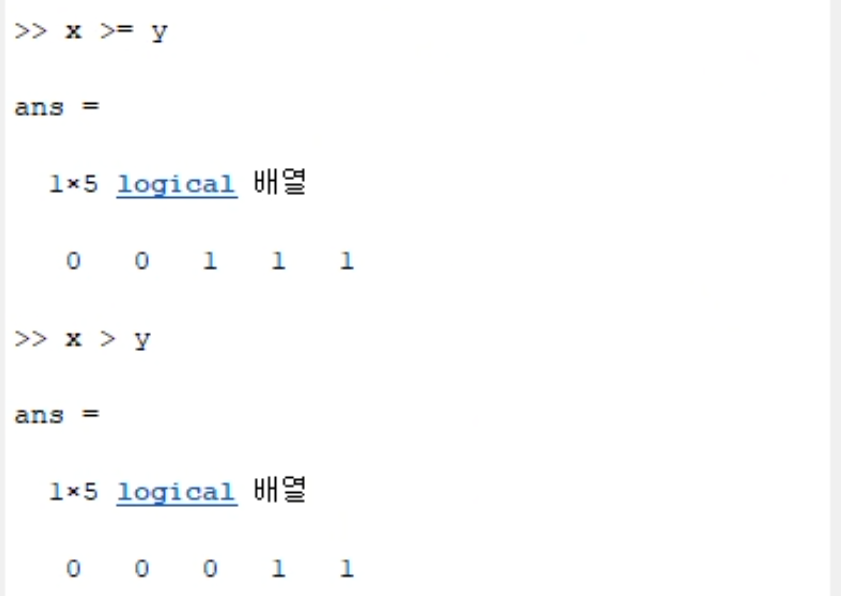 >> x >= y
ans =
1×5 logical 배열
0 0 1 1 1
>> x > y
ans =
1×5 logical 배열
0 0 0 1 1